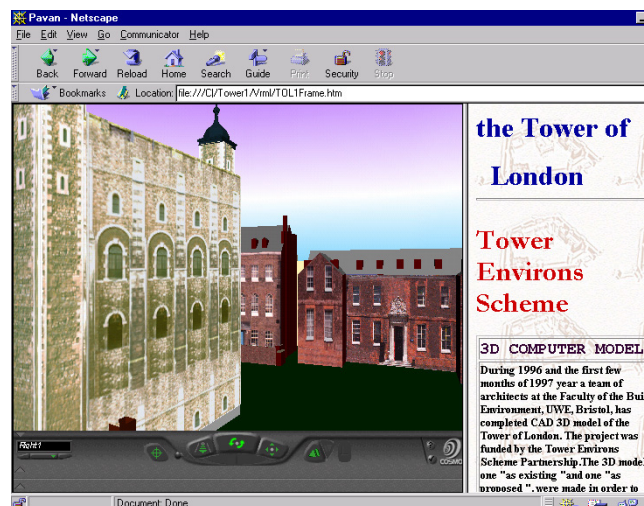 Pavan - Netscape
File Edit View Go Communicator Help
Back Forward Reload Home Search Guide Print Security Stop
Bookmarks Location: file:///C|/Tower1/Vrml/TOL1Frame.htm
the Tower of
London
Tower
Environs
Scheme
3D COMPUTER MODEL
During 1996 and the first few
months of 1997 year a team of
architects at the Faculty of the Bui
Environment, UWE, Bristol, has
completed CAD 3D model of the
Tower of London. The project was
funded by the Tower Environs
Scheme Partnership.The 3D mode
one "as existing "and one "as
proposed ", were made in order to
Right1
COSMO
Document: Done